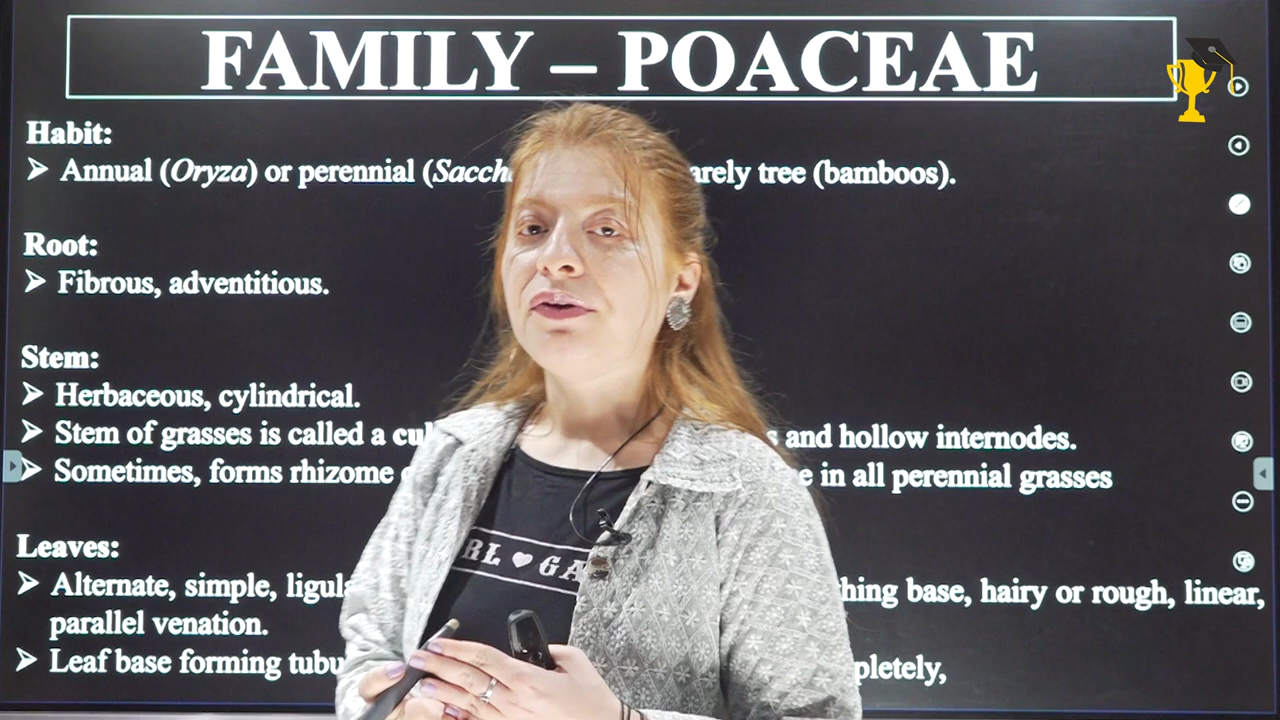 FAMILY – POACEAE
Habit:
➢ Annual (Oryza) or perennial (Sacch arely tree (bamboos).
Root:
➢ Fibrous, adventitious.
Stem:
➢ Herbaceous, cylindrical.
➢ Stem of grasses is called a cul s and hollow internodes.
➢ Sometimes, forms rhizome e in all perennial grasses
Leaves:
➢ Alternate, simple, ligula hing base, hairy or rough, linear,
parallel venation.
➢ Leaf base forming tubu pletely,
RL ♥ GA